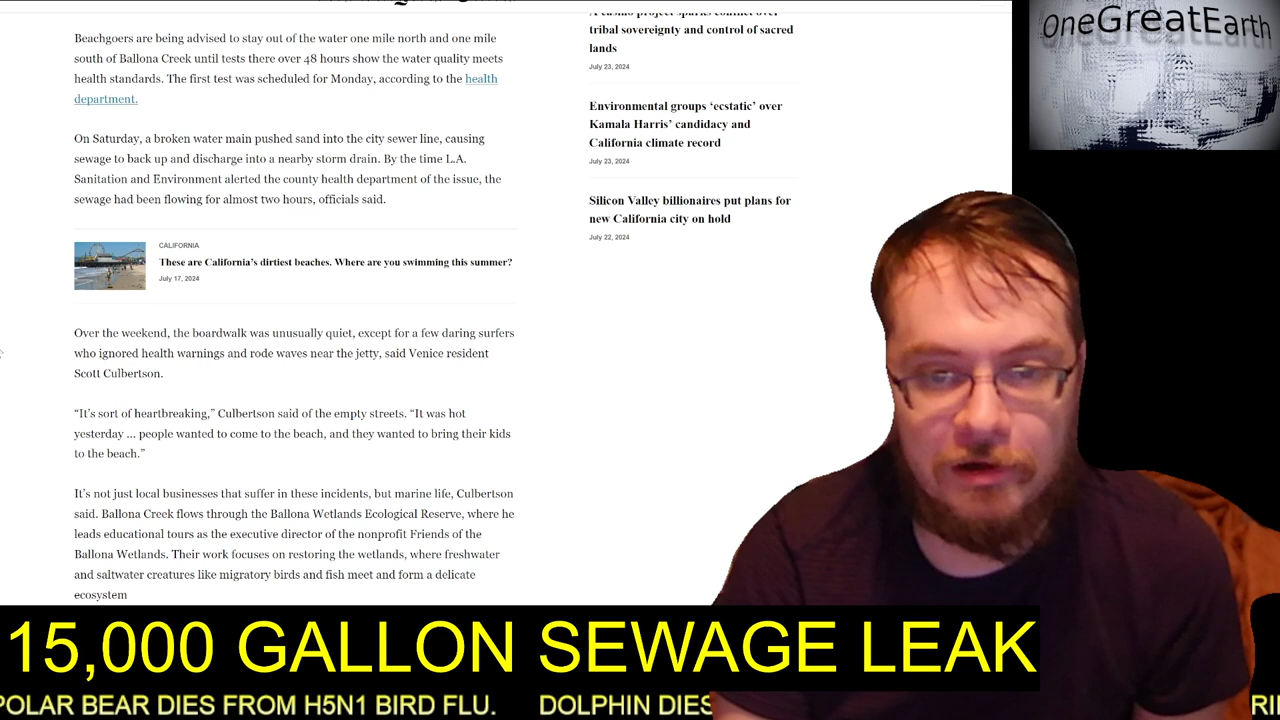 Beachgoers are being advised to stay out of the water one mile north and one mile
south of Ballona Creek until tests there over 48 hours show the water quality meets
health standards. The first test was scheduled for Monday, according to the health
department.
On Saturday, a broken water main pushed sand into the city sewer line, causing
sewage to back up and discharge into a nearby storm drain. By the time L.A.
Sanitation and Environment alerted the county health department of the issue, the
sewage had been flowing for almost two hours, officials said.
CALIFORNIA
These are California's dirtiest beaches. Where are you swimming this summer?
July 17, 2024
Over the weekend, the boardwalk was unusually quiet, except for a few daring surfers
who ignored health warnings and rode waves near the jetty, said Venice resident
Scott Culbertson.
“It's sort of heartbreaking,” Culbertson said of the empty streets. “It was hot
yesterday ... people wanted to come to the beach, and they wanted to bring their kids
to the beach.”
It's not just local businesses that suffer in these incidents, but marine life, Culbertson
said. Ballona Creek flows through the Ballona Wetlands Ecological Reserve, where he
leads educational tours as the executive director of the nonprofit Friends of the
Ballona Wetlands. Their work focuses on restoring the wetlands, where freshwater
and saltwater creatures like migratory birds and fish meet and form a delicate
ecosystem
A casino project sparks conflict over
tribal sovereignty and control of sacred
lands
July 23, 2024
Environmental groups ‘ecstatic’ over
Kamala Harris’ candidacy and
California climate record
July 23, 2024
Silicon Valley billionaires put plans for
new California city on hold
July 22, 2024
OneGreatEarth
15,000 GALLON SEWAGE LEAK
POLAR BEAR DIES FROM H5N1 BIRD FLU. DOLPHIN DIES